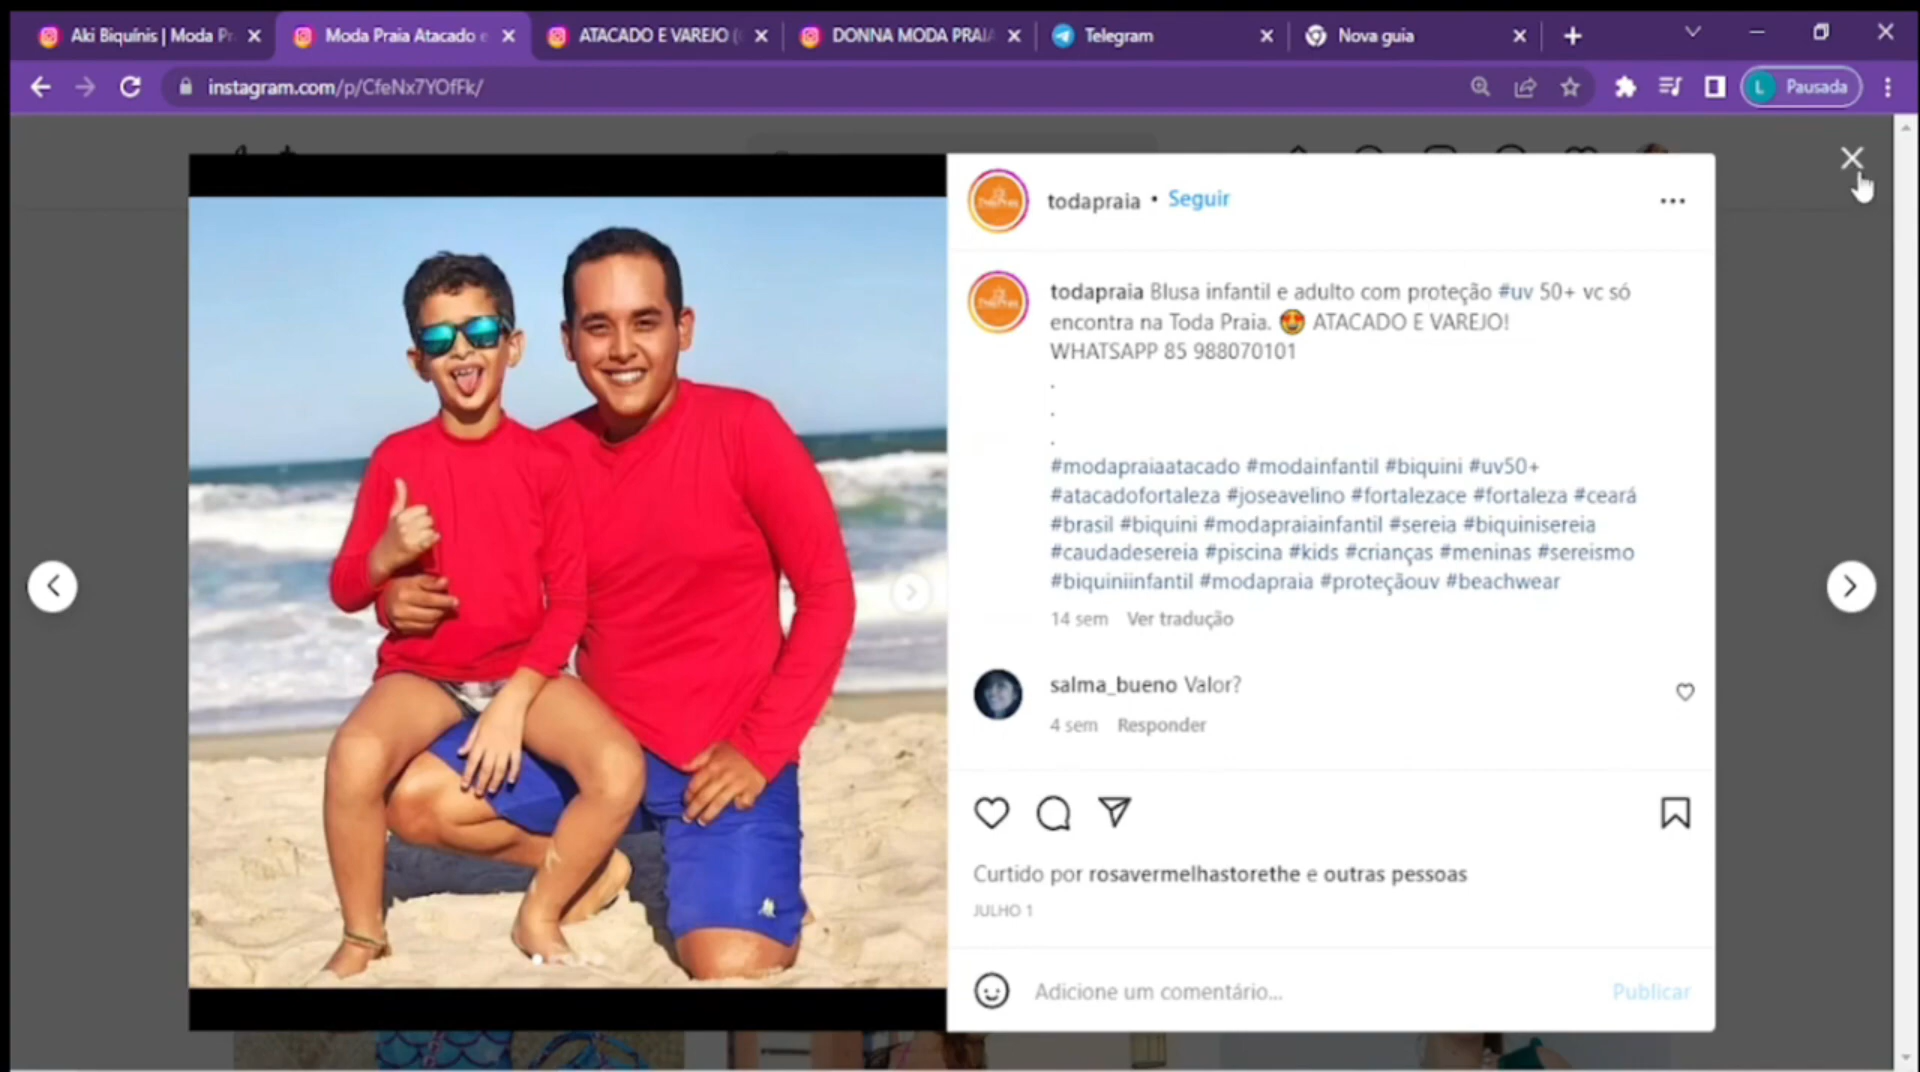 Aki Biquínis | Moda Pr
Moda Praia Atacado e
ATACADO E VAREJO (
DONNA MODA PRAIA
Telegram
Nova guia
instagram.com/p/CfeNx7YOfFk/
L Pausada
todapraia • Seguir
todapraia Blusa infantil e adulto com proteção #uv 50+ vc só
encontra na Toda Praia. 🤩 ATACADO E VAREJO!
WHATSAPP 85 988070101
.
.
.
#modapraiaatacado #modainfantil #biquini #uv50+
#atacadofortaleza #joseavelino #fortalezace #fortaleza #ceará
#brasil #biquini #modapraiainfantil #sereia #biquinisereia
#caudadesereia #piscina #kids #crianças #meninas #sereismo
#biquiniinfantil #modapraia #proteçãouv #beachwear
14 sem Ver tradução
salma_bueno Valor?
4 sem Responder
Curtido por rosavermelhastorethe e outras pessoas
JULHO 1
Adicione um comentário...
Publicar